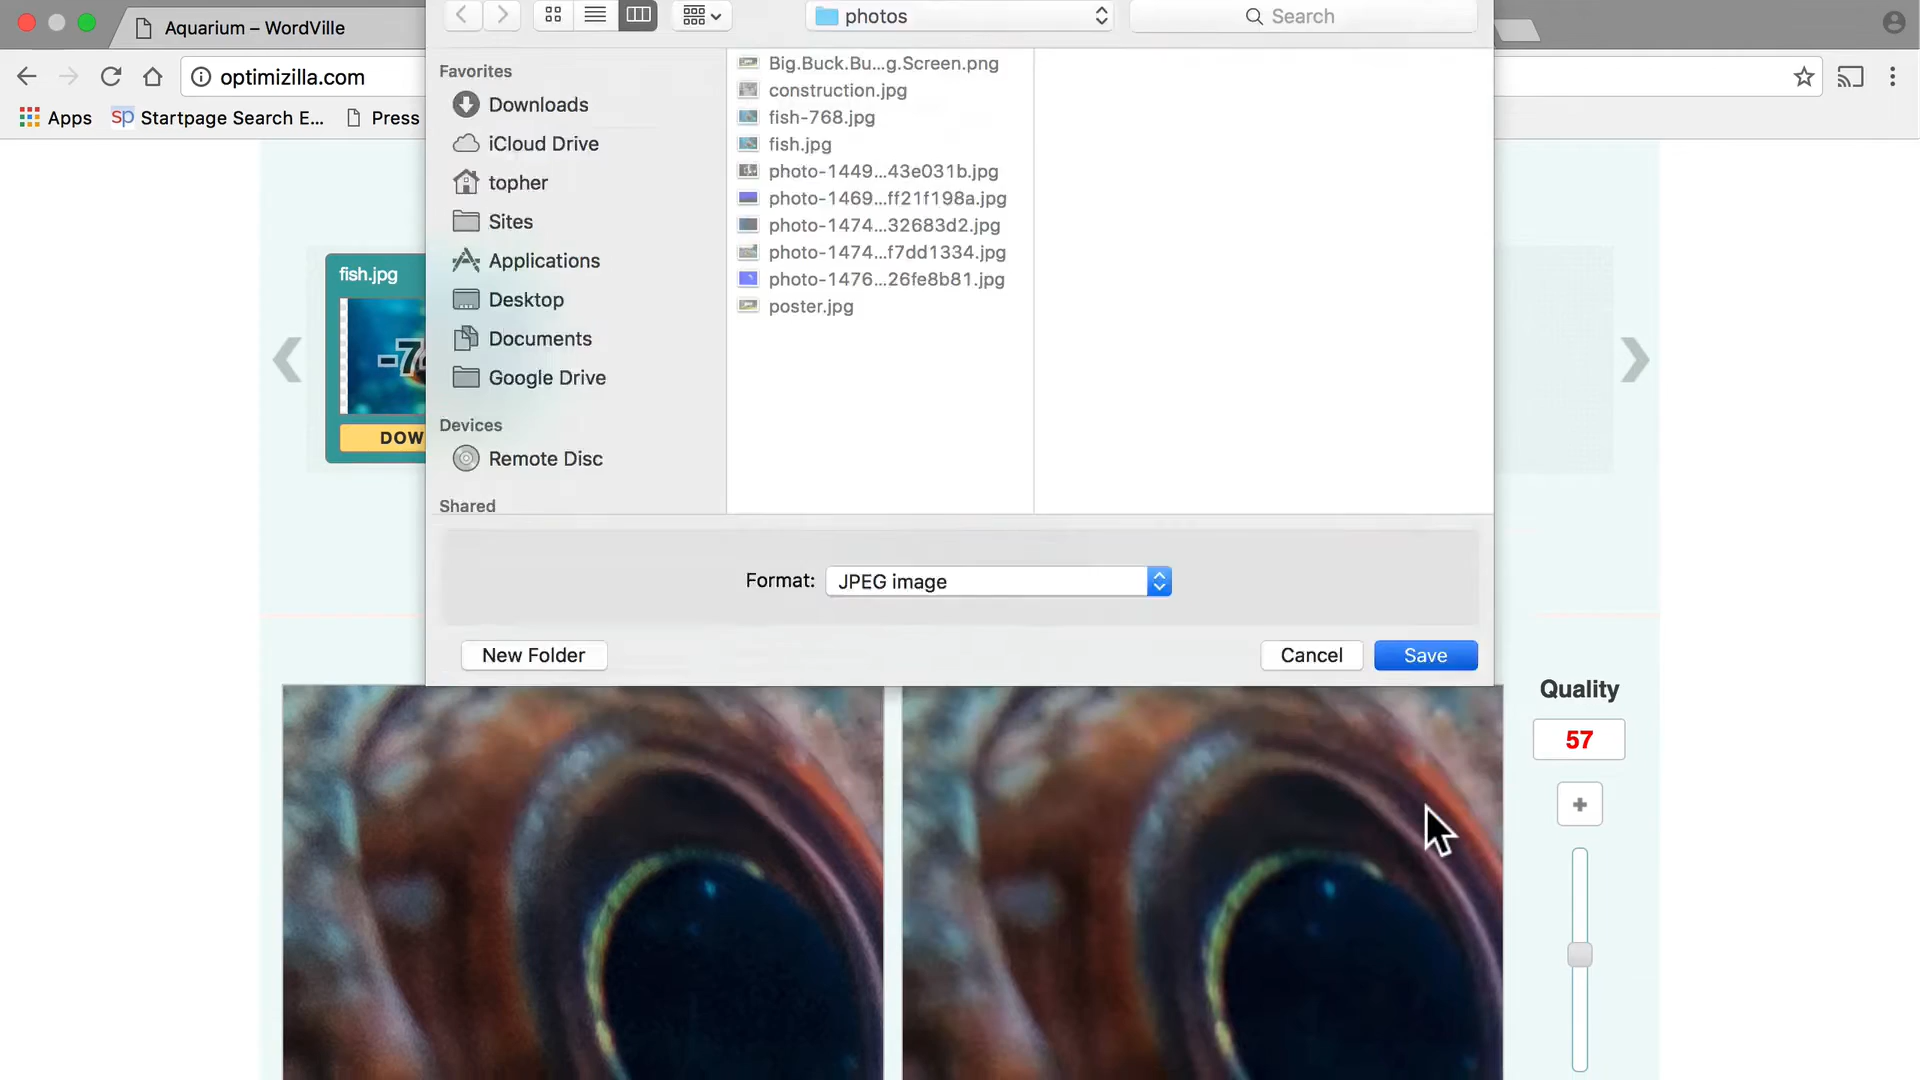 Aquarium – WordVille
photos
Search
optimizilla.com
Apps
Startpage Search E...
Press
Favorites
Downloads
iCloud Drive
topher
Sites
Applications
Desktop
Documents
Google Drive
Devices
Remote Disc
Shared
Big.Buck.Bu...g.Screen.png
construction.jpg
fish-768.jpg
fish.jpg
photo-1449...43e031b.jpg
photo-1469...ff21f198a.jpg
photo-1474...32683d2.jpg
photo-1474...f7dd1334.jpg
photo-1476...26fe8b81.jpg
poster.jpg
fish.jpg
-7
DOW
Format:
JPEG image
New Folder
Cancel
Save
Quality
57